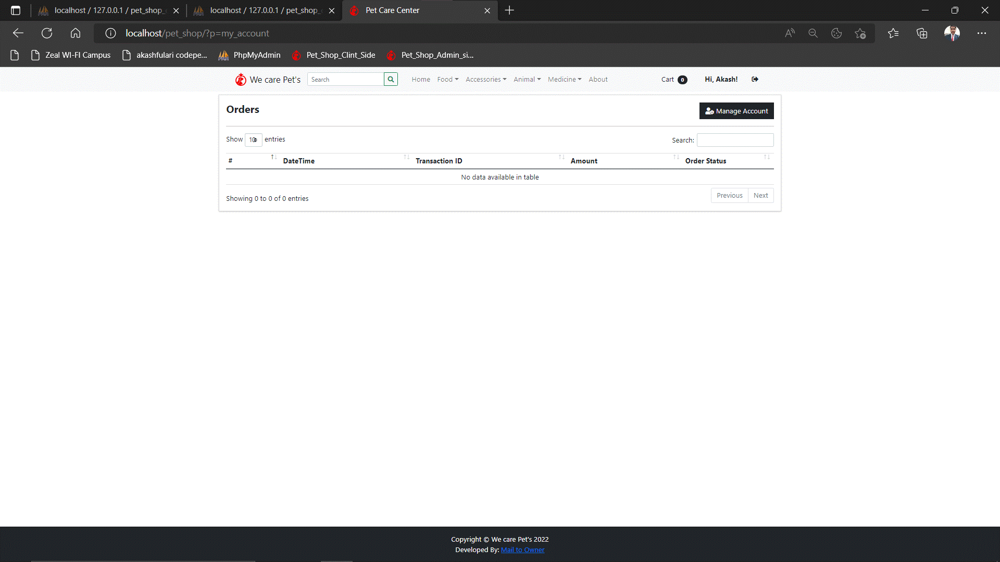 localhost / 127.0.0.1 / pet_shop_
localhost / 127.0.0.1 / pet_shop_
Pet Care Center
localhost/pet_shop/?p=my_account
Zeal WI-FI Campus
akashfulari codepe...
PhpMyAdmin
Pet_Shop_Clint_Side
Pet_Shop_Admin_si...
We care Pet's
Search
Home
Food
Accessories
Animal
Medicine
About
Cart 0
Hi, Akash!
Orders
Manage Account
Show 10 entries
Search:
# DateTime Transaction ID Amount Order Status
No data available in table
Showing 0 to 0 of 0 entries
Previous Next
Copyright © We care Pet's 2022
Developed By: Mail to Owner